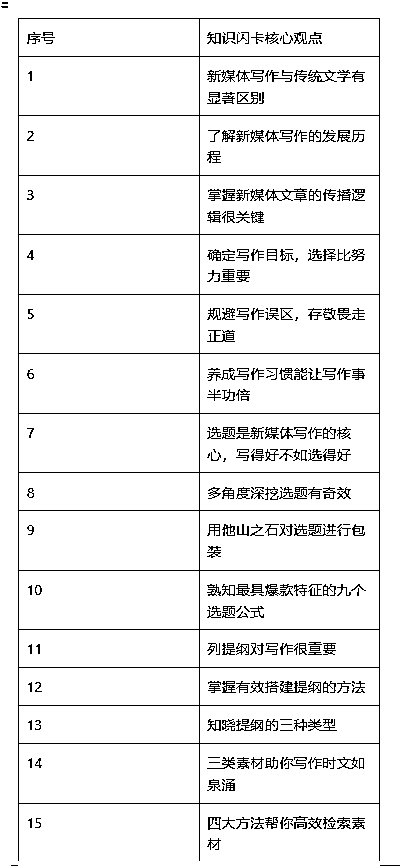 序号 知识闪卡核心观点
1 新媒体写作与传统文学有
显著区别
2 了解新媒体写作的发展历
程
3 掌握新媒体文章的传播逻
辑很关键
4 确定写作目标，选择比努
力重要
5 规避写作误区，存敬畏走
正道
6 养成写作习惯能让写作事
半功倍
7 选题是新媒体写作的核
心，写得好不如选得好
8 多角度深挖选题有奇效
9 用他山之石对选题进行包
装
10 熟知最具爆款特征的九个
选题公式
11 列提纲对写作很重要
12 掌握有效搭建提纲的方法
13 知晓提纲的三种类型
14 三类素材助你写作时文如
泉涌
15 四大方法帮你高效检索素
材